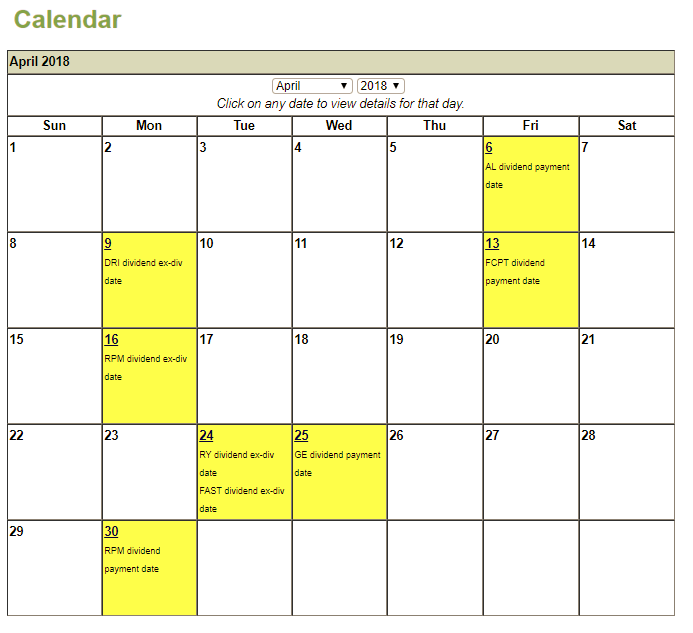 Calendar
April 2018
April 2018
Click on any date to view details for that day.
Sun Mon Tue Wed Thu Fri Sat
1 2 3 4 5 6 7
AL dividend payment
date
8 9 10 11 12 13 14
DRI dividend ex-div FCPT dividend
date payment date
15 16 17 18 19 20 21
RPM dividend ex-div
date
22 23 24 25 26 27 28
RY dividend ex-div GE dividend payment
date date
FAST dividend ex-div
date
29 30
RPM dividend
payment date